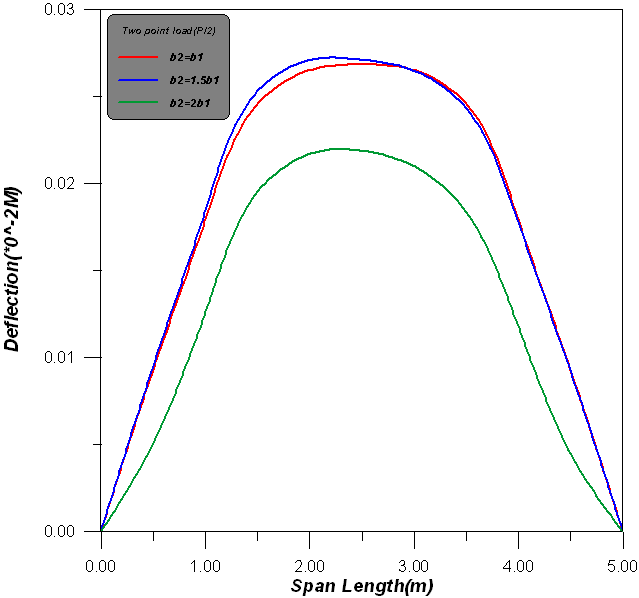 0.03
Two point load(P/2)
b2=b1
b2=1.5b1
b2=2b1
0.02
Deflection(*0^-2M)
0.01
0.00
0.00 1.00 2.00 3.00 4.00 5.00
Span Length(m)